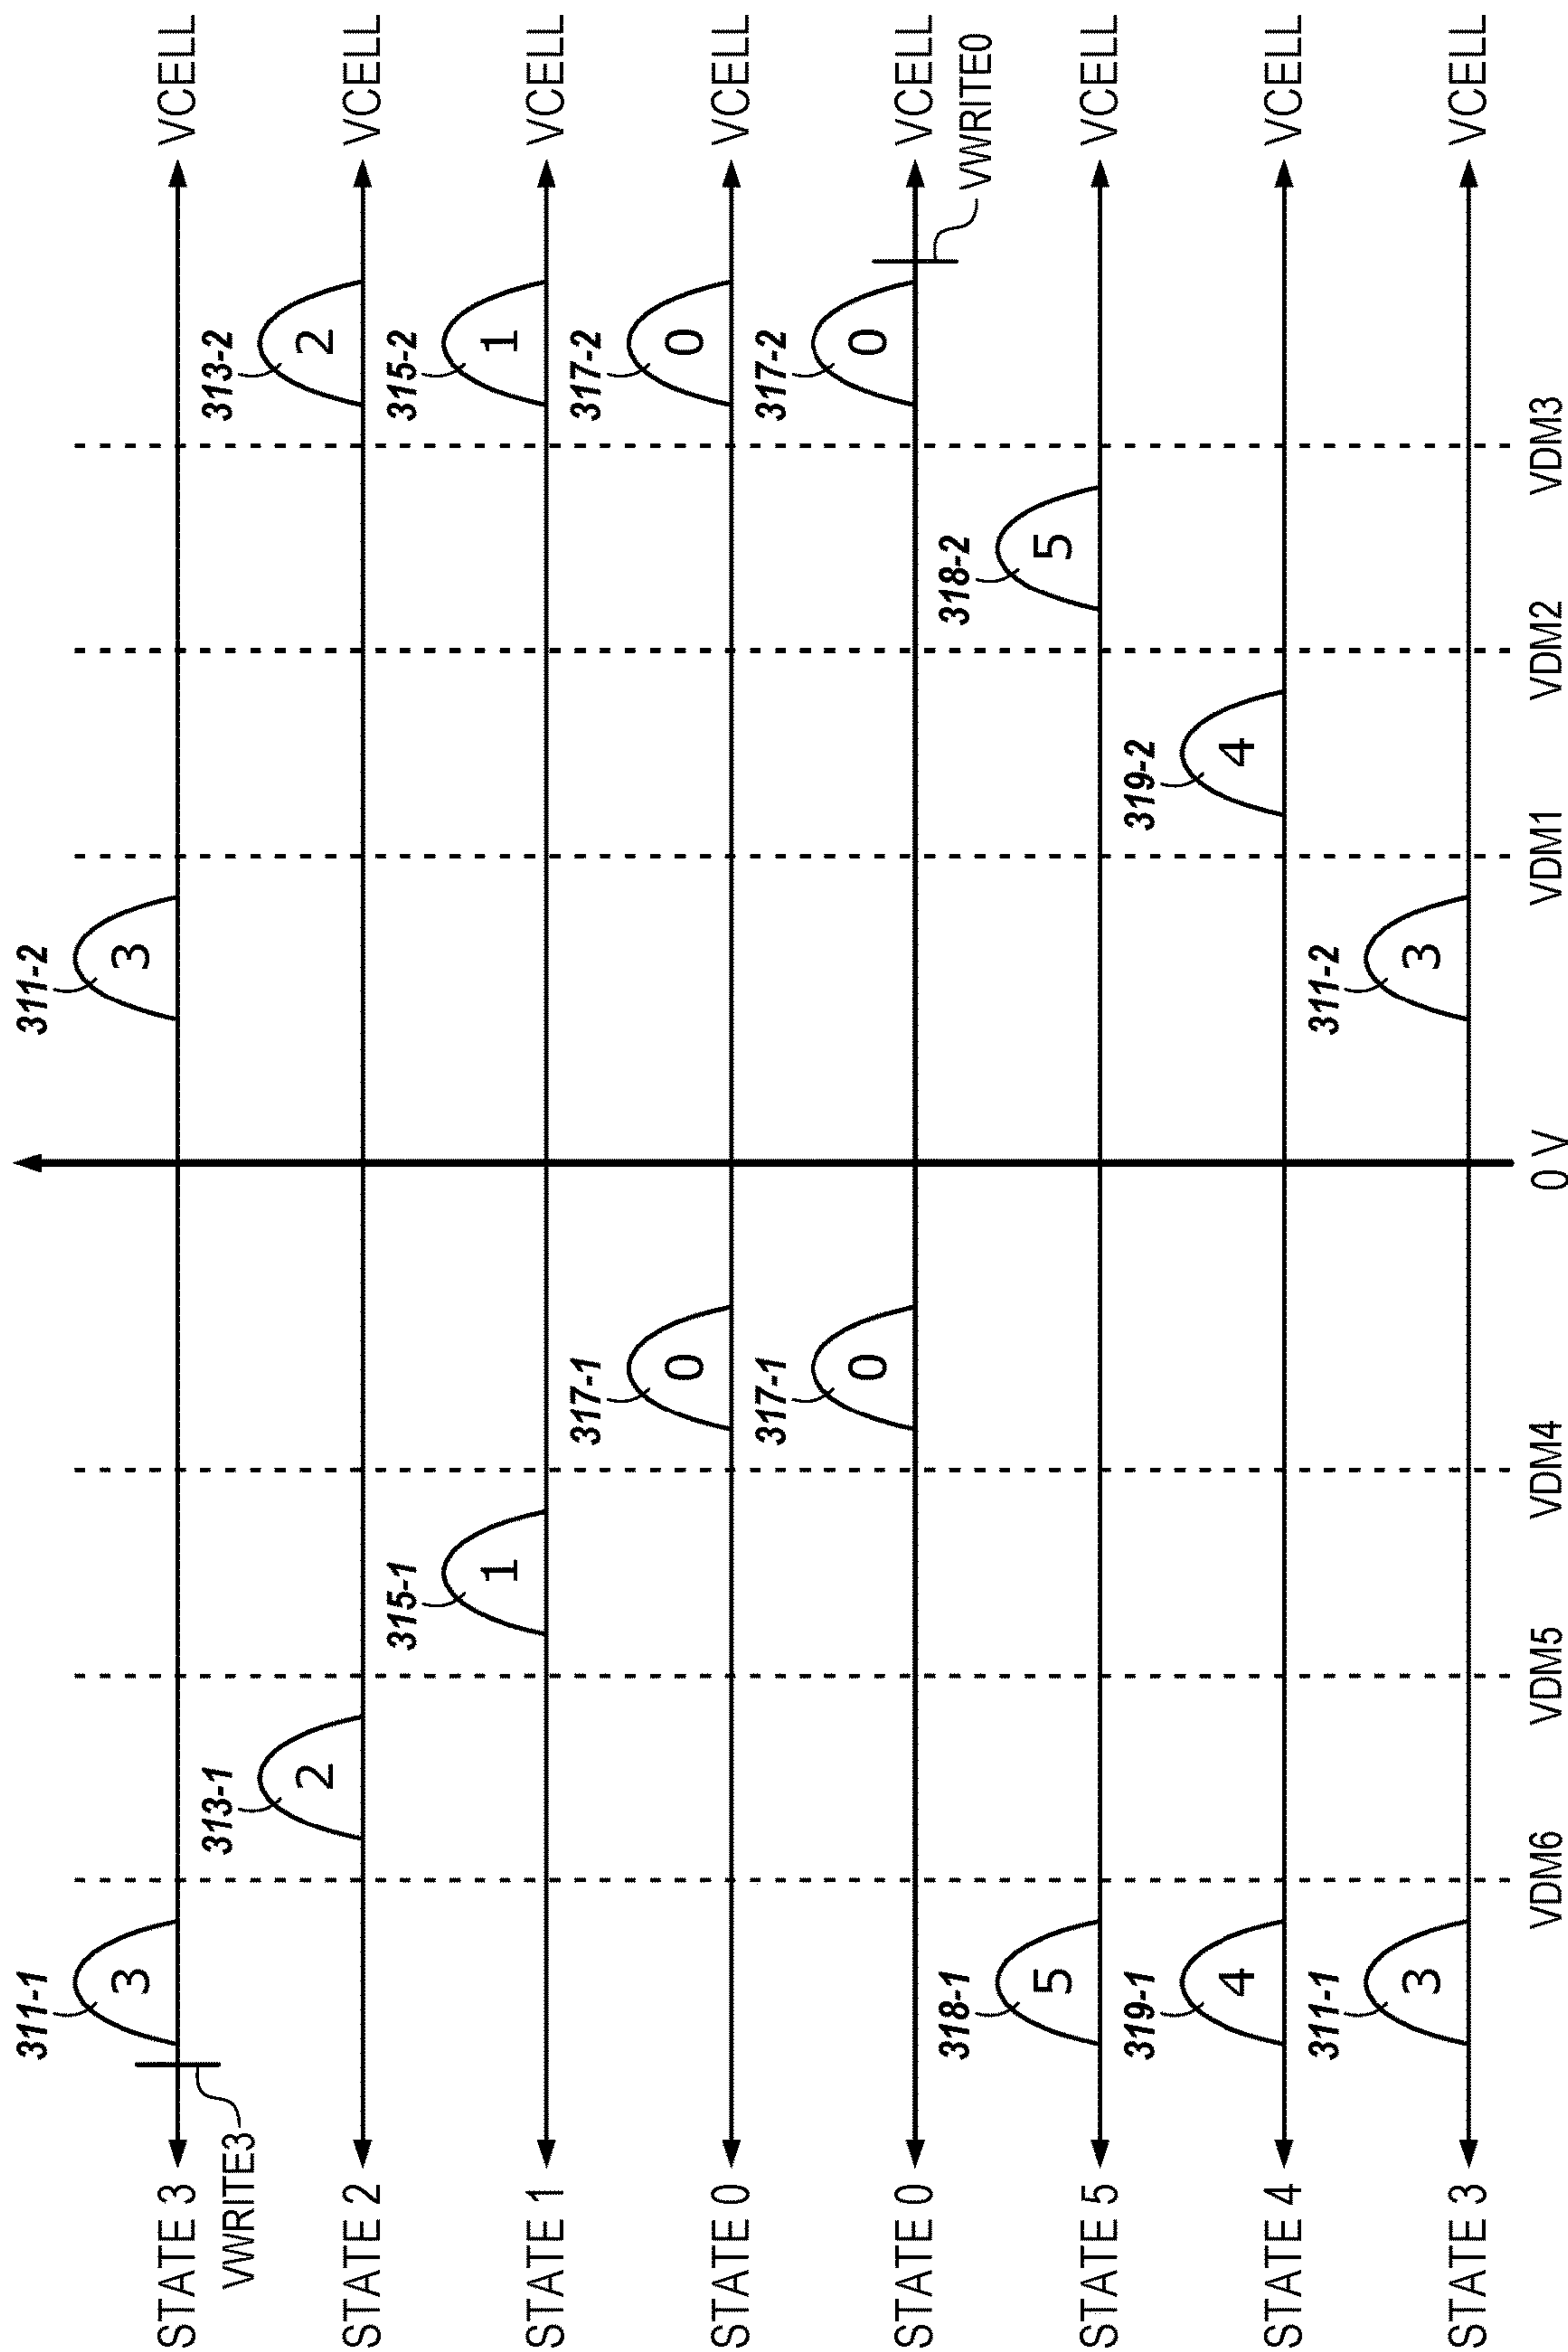 311-1 311-2
3 3
STATE 3 VCELL
313-1 313-2
VWRITE3
2 2
STATE 2 VCELL
315-1 315-2
1 1
STATE 1 VCELL
317-1 317-2
0 0
STATE 0 VCELL
317-1 317-2
0 0
STATE 0 VCELL
318-1 318-2
VWRITE0
5 5
STATE 5 VCELL
319-1 319-2
4 4
STATE 4 VCELL
311-1 311-2
3 3
STATE 3 VCELL
VDM6 VDM5 VDM4 0 V VDM1 VDM2 VDM3